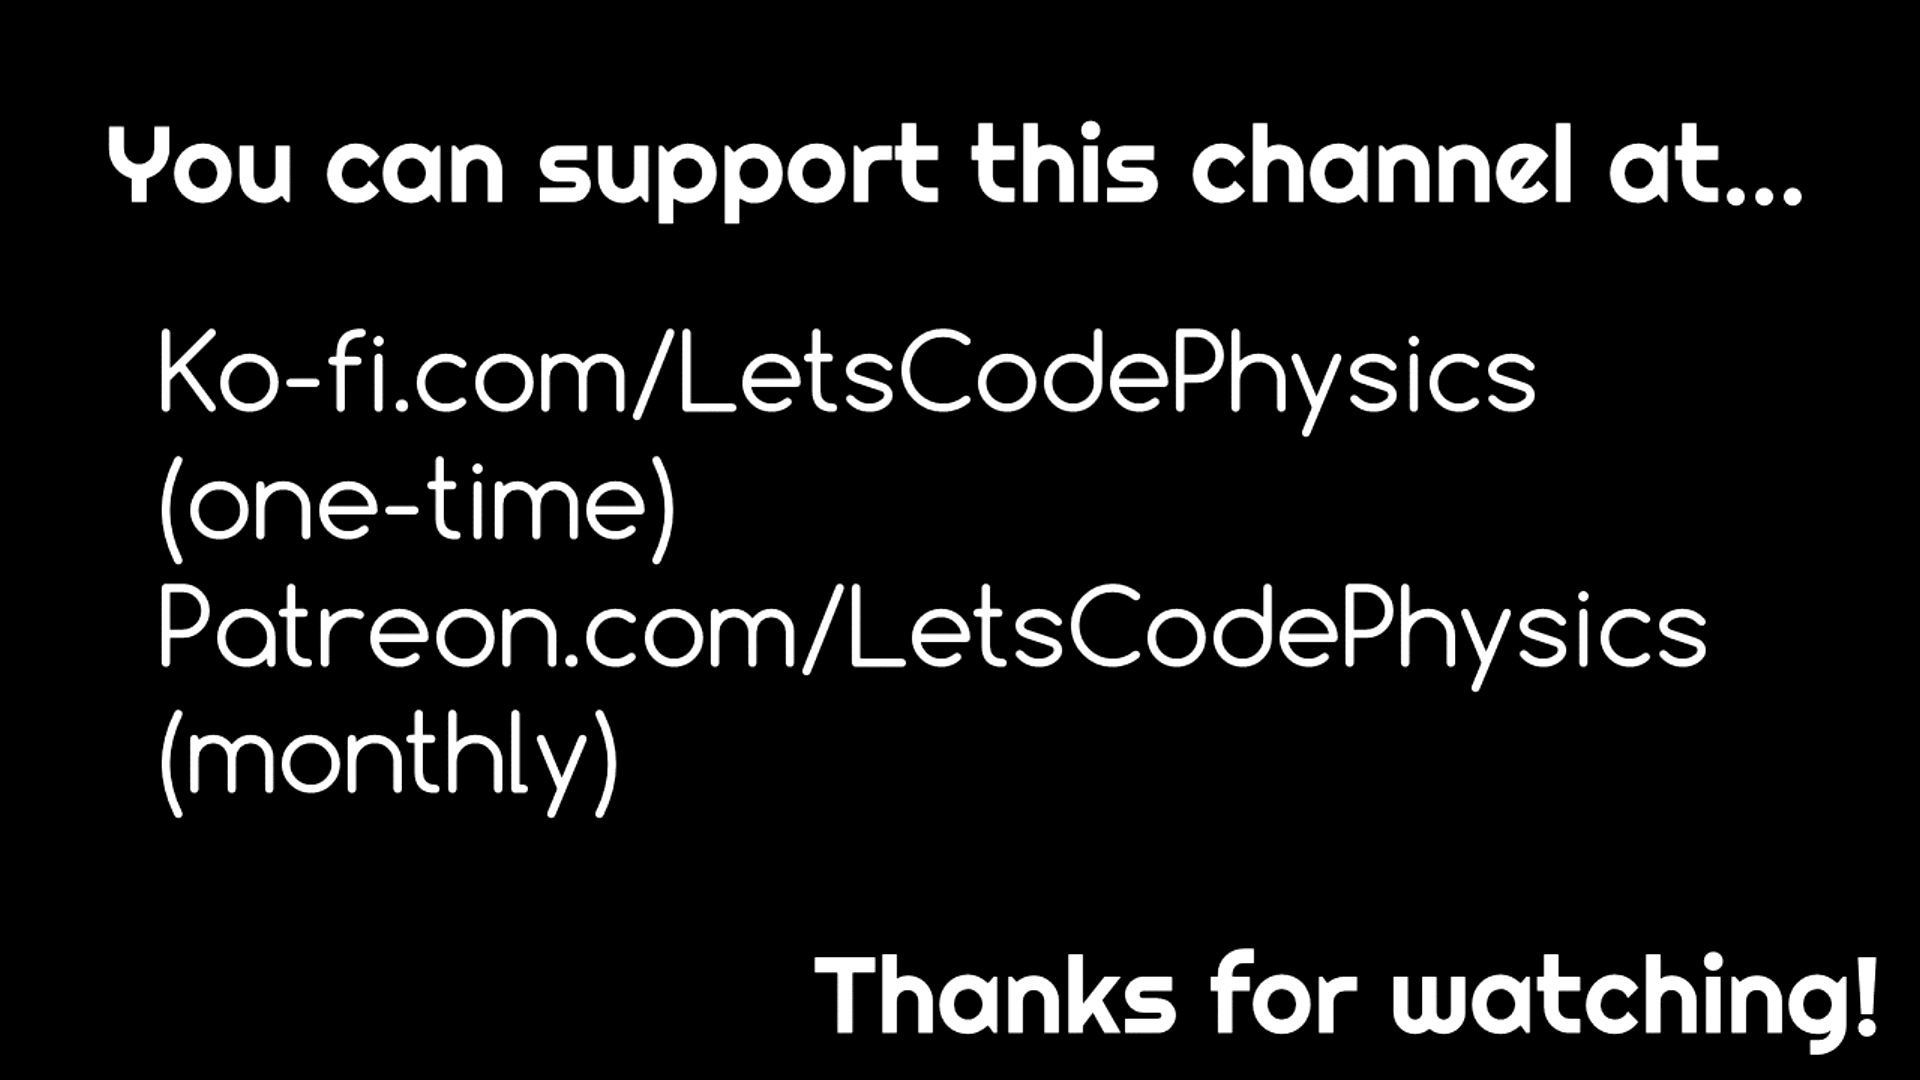 You can support this channel at...
Ko-fi.com/LetsCodePhysics
(one-time)
Patreon.com/LetsCodePhysics
(monthly)
Thanks for watching!